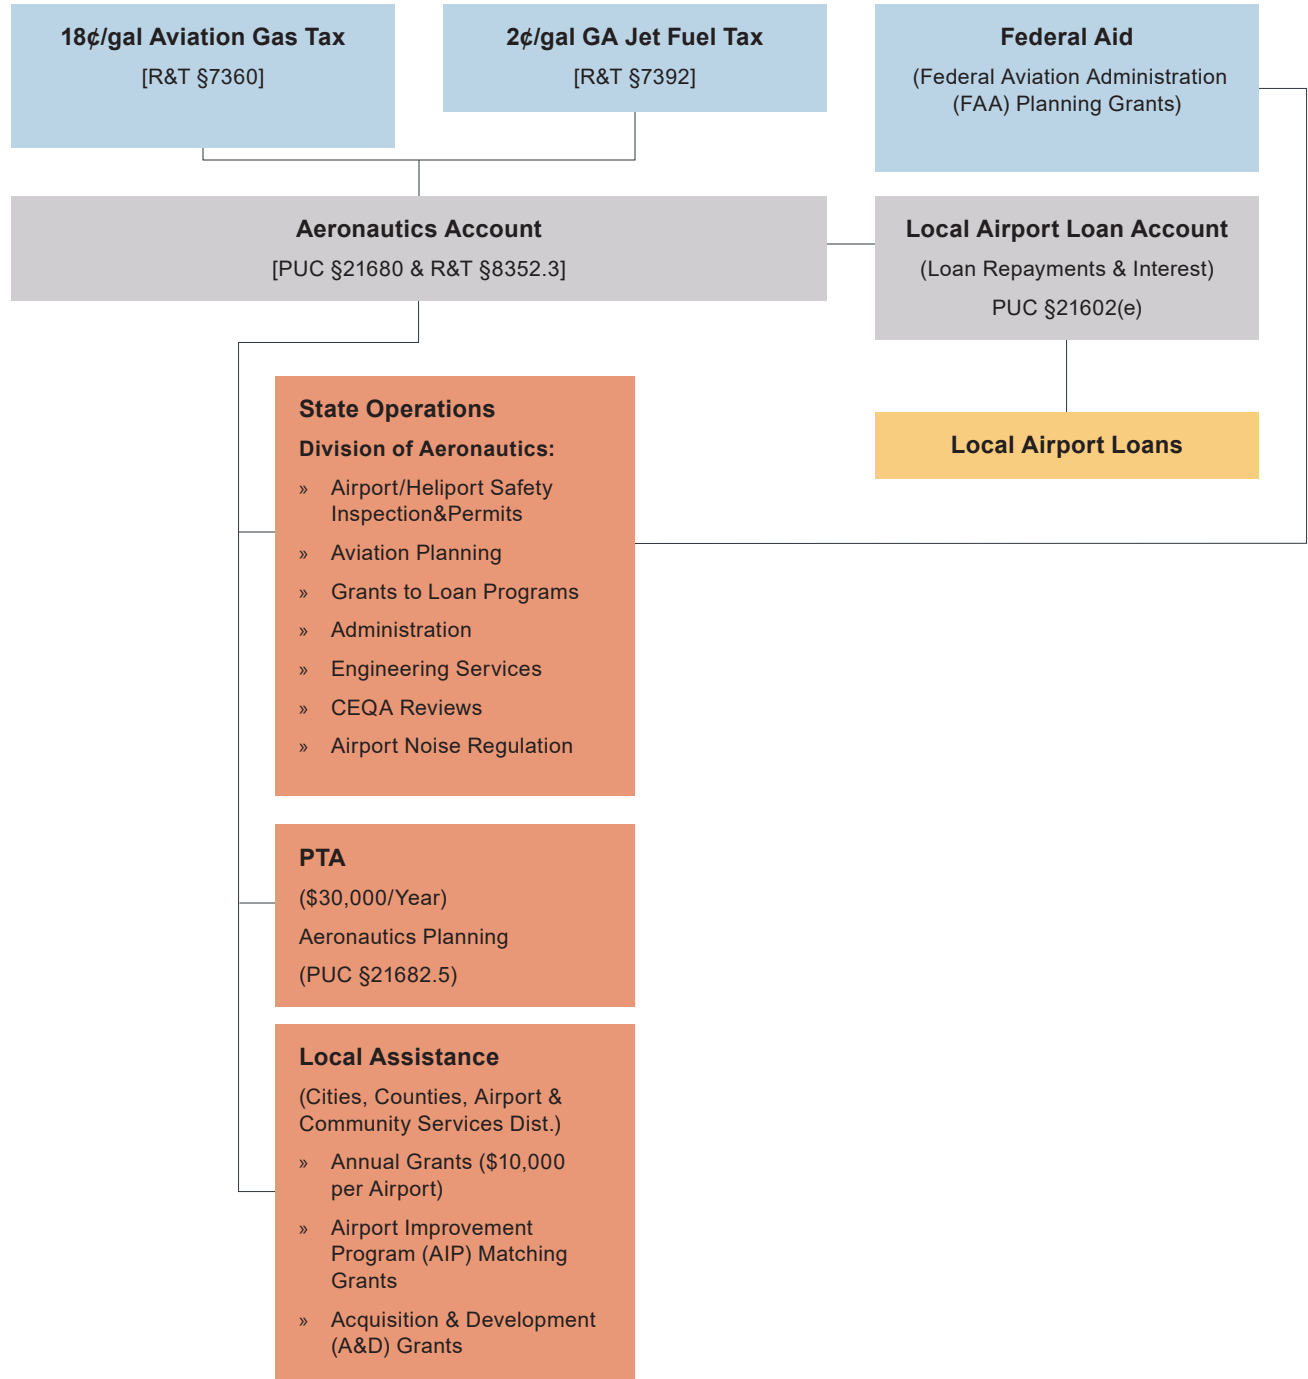 18¢/gal Aviation Gas Tax
[R&T §7360]
2¢/gal GA Jet Fuel Tax
[R&T §7392]
Federal Aid
(Federal Aviation Administration
(FAA) Planning Grants)
Aeronautics Account
[PUC §21680 & R&T §8352.3]
Local Airport Loan Account
(Loan Repayments & Interest)
PUC §21602(e)
Local Airport Loans
State Operations
Division of Aeronautics:
» Airport/Heliport Safety
Inspection&Permits
» Aviation Planning
» Grants to Loan Programs
» Administration
» Engineering Services
» CEQA Reviews
» Airport Noise Regulation
PTA
($30,000/Year)
Aeronautics Planning
(PUC §21682.5)
Local Assistance
(Cities, Counties, Airport &
Community Services Dist.)
» Annual Grants ($10,000
per Airport)
» Airport Improvement
Program (AIP) Matching
Grants
» Acquisition & Development
(A&D) Grants